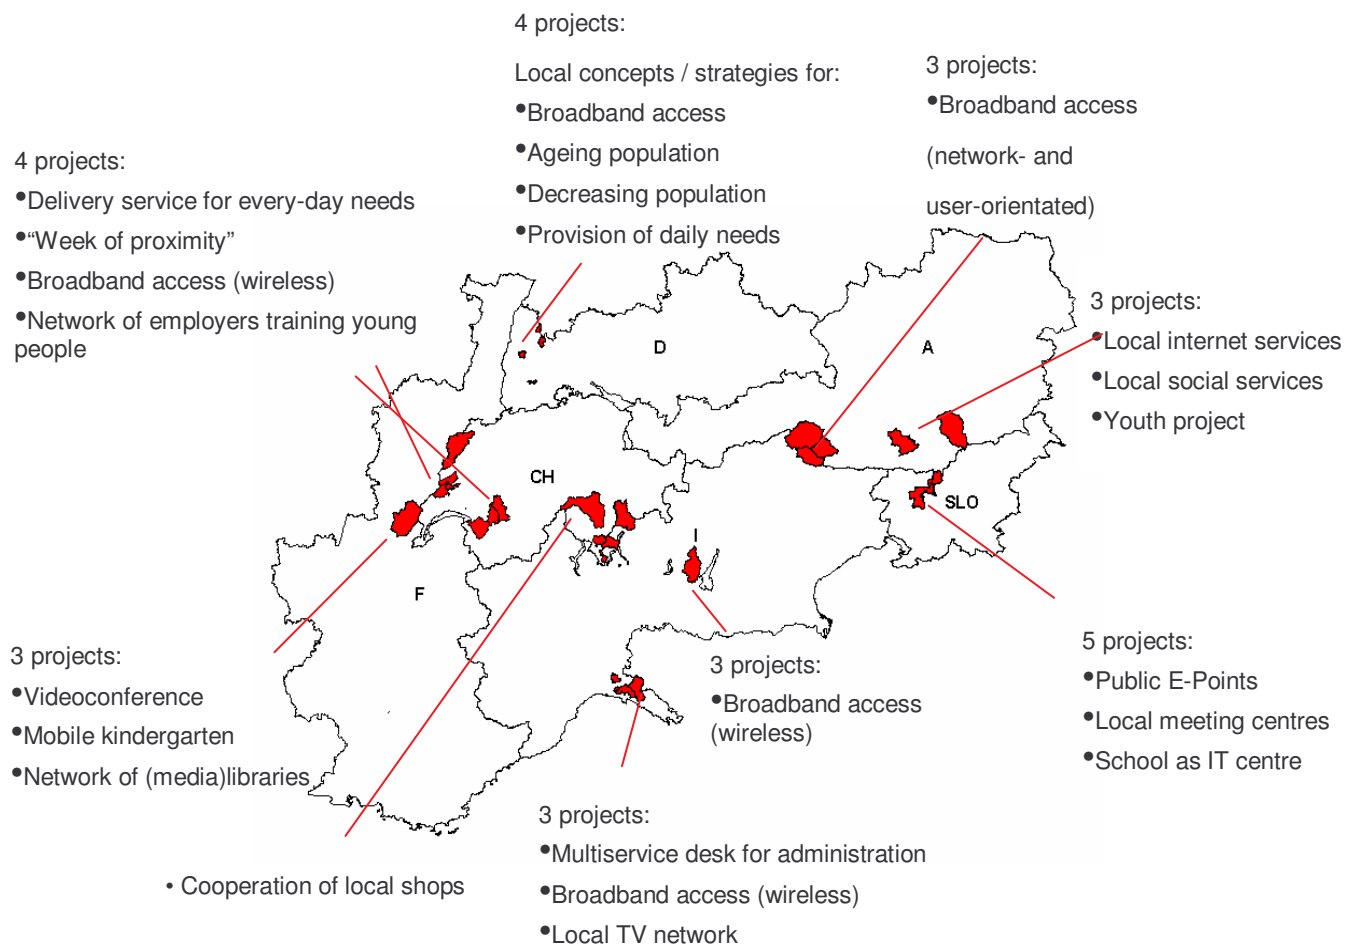 4 projects:
Local concepts / strategies for:
•Broadband access
•Ageing population
•Decreasing population
•Provision of daily needs
3 projects:
•Broadband access
(network- and
user-orientated)
4 projects:
•Delivery service for every-day needs
•“Week of proximity”
•Broadband access (wireless)
•Network of employers training young
people
3 projects:
•Local internet services
•Local social services
•Youth project
D
A
CH
SLO
I
F
3 projects:
•Videoconference
•Mobile kindergarten
•Network of (media)libraries
3 projects:
•Broadband access
(wireless)
5 projects:
•Public E-Points
•Local meeting centres
•School as IT centre
• Cooperation of local shops
3 projects:
•Multiservice desk for administration
•Broadband access (wireless)
•Local TV network